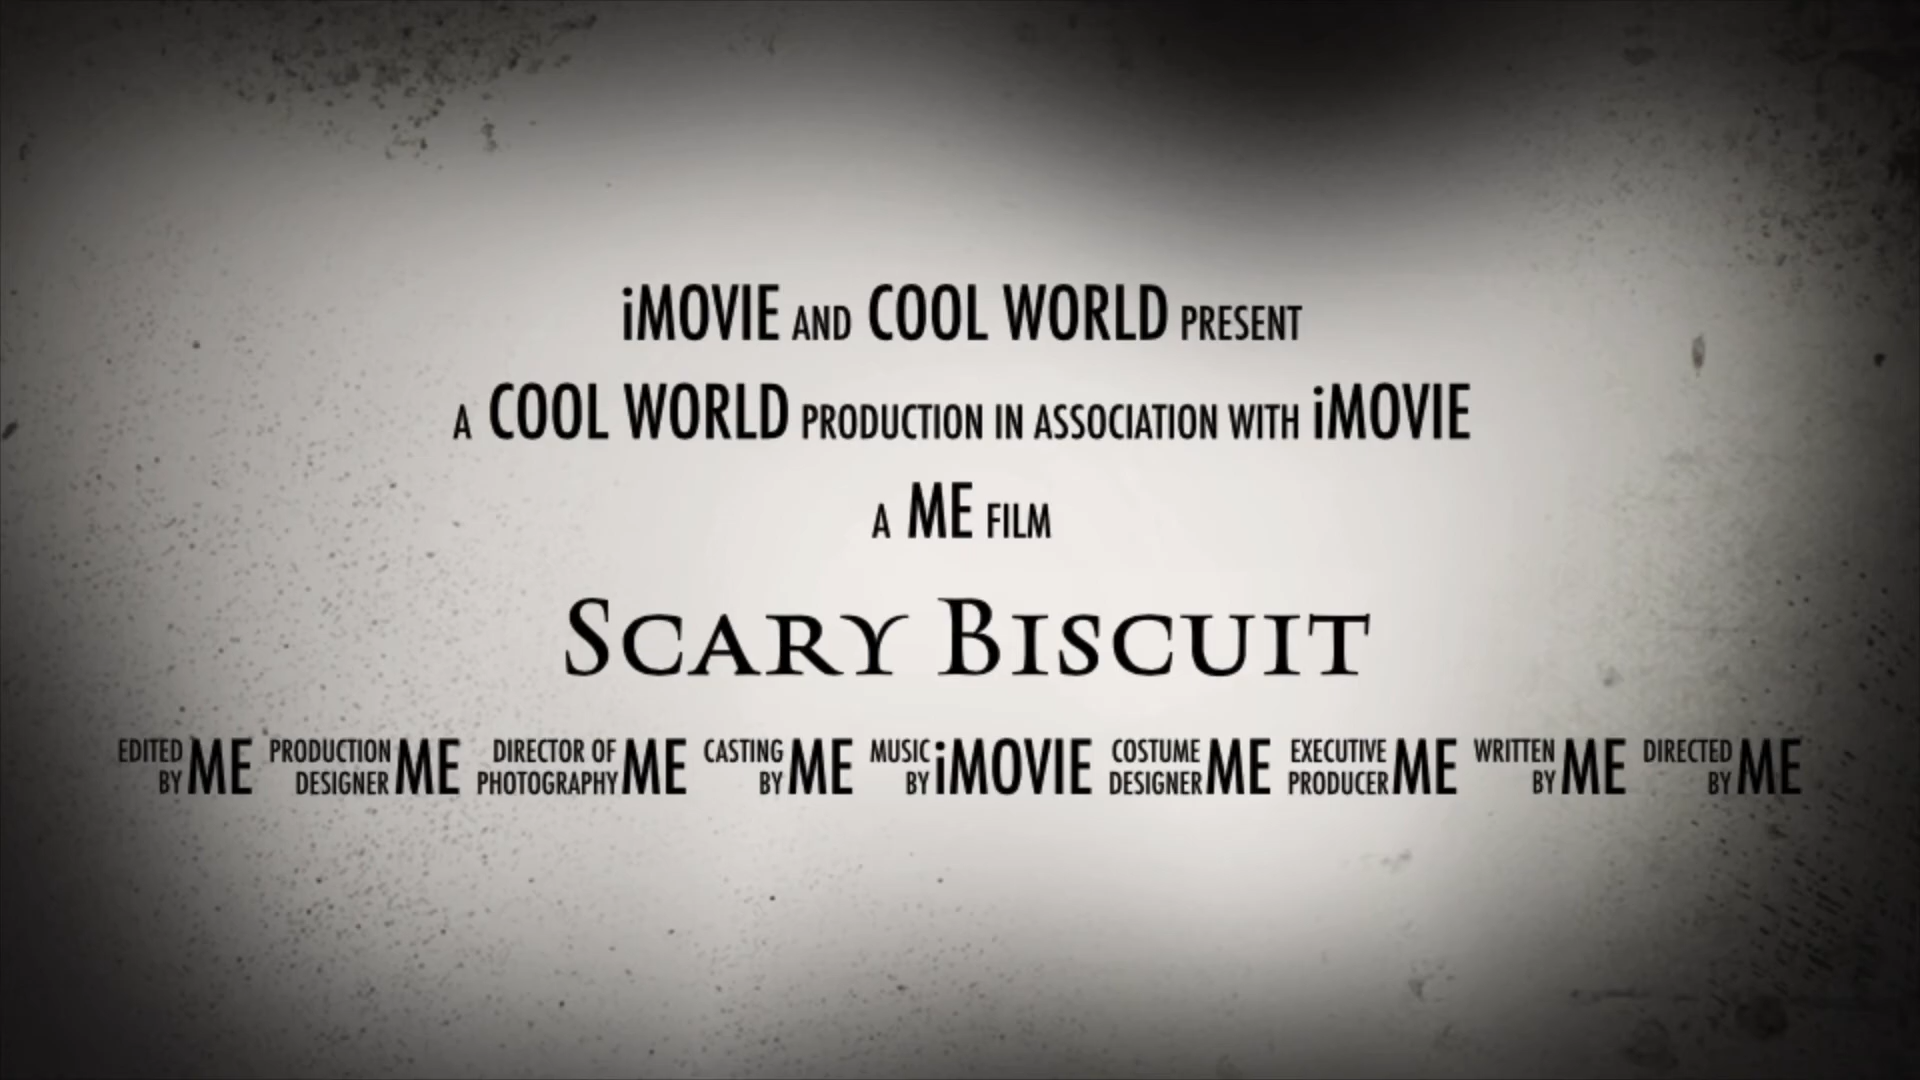 iMOVIE AND COOL WORLD PRESENT
A COOL WORLD PRODUCTION IN ASSOCIATION WITH iMOVIE
A ME FILM
SCARY BISCUIT
EDITED BY ME PRODUCTION DESIGNER ME DIRECTOR OF PHOTOGRAPHY ME CASTING BY ME MUSIC BY iMOVIE COSTUME DESIGNER ME EXECUTIVE PRODUCER ME WRITTEN BY ME DIRECTED BY ME